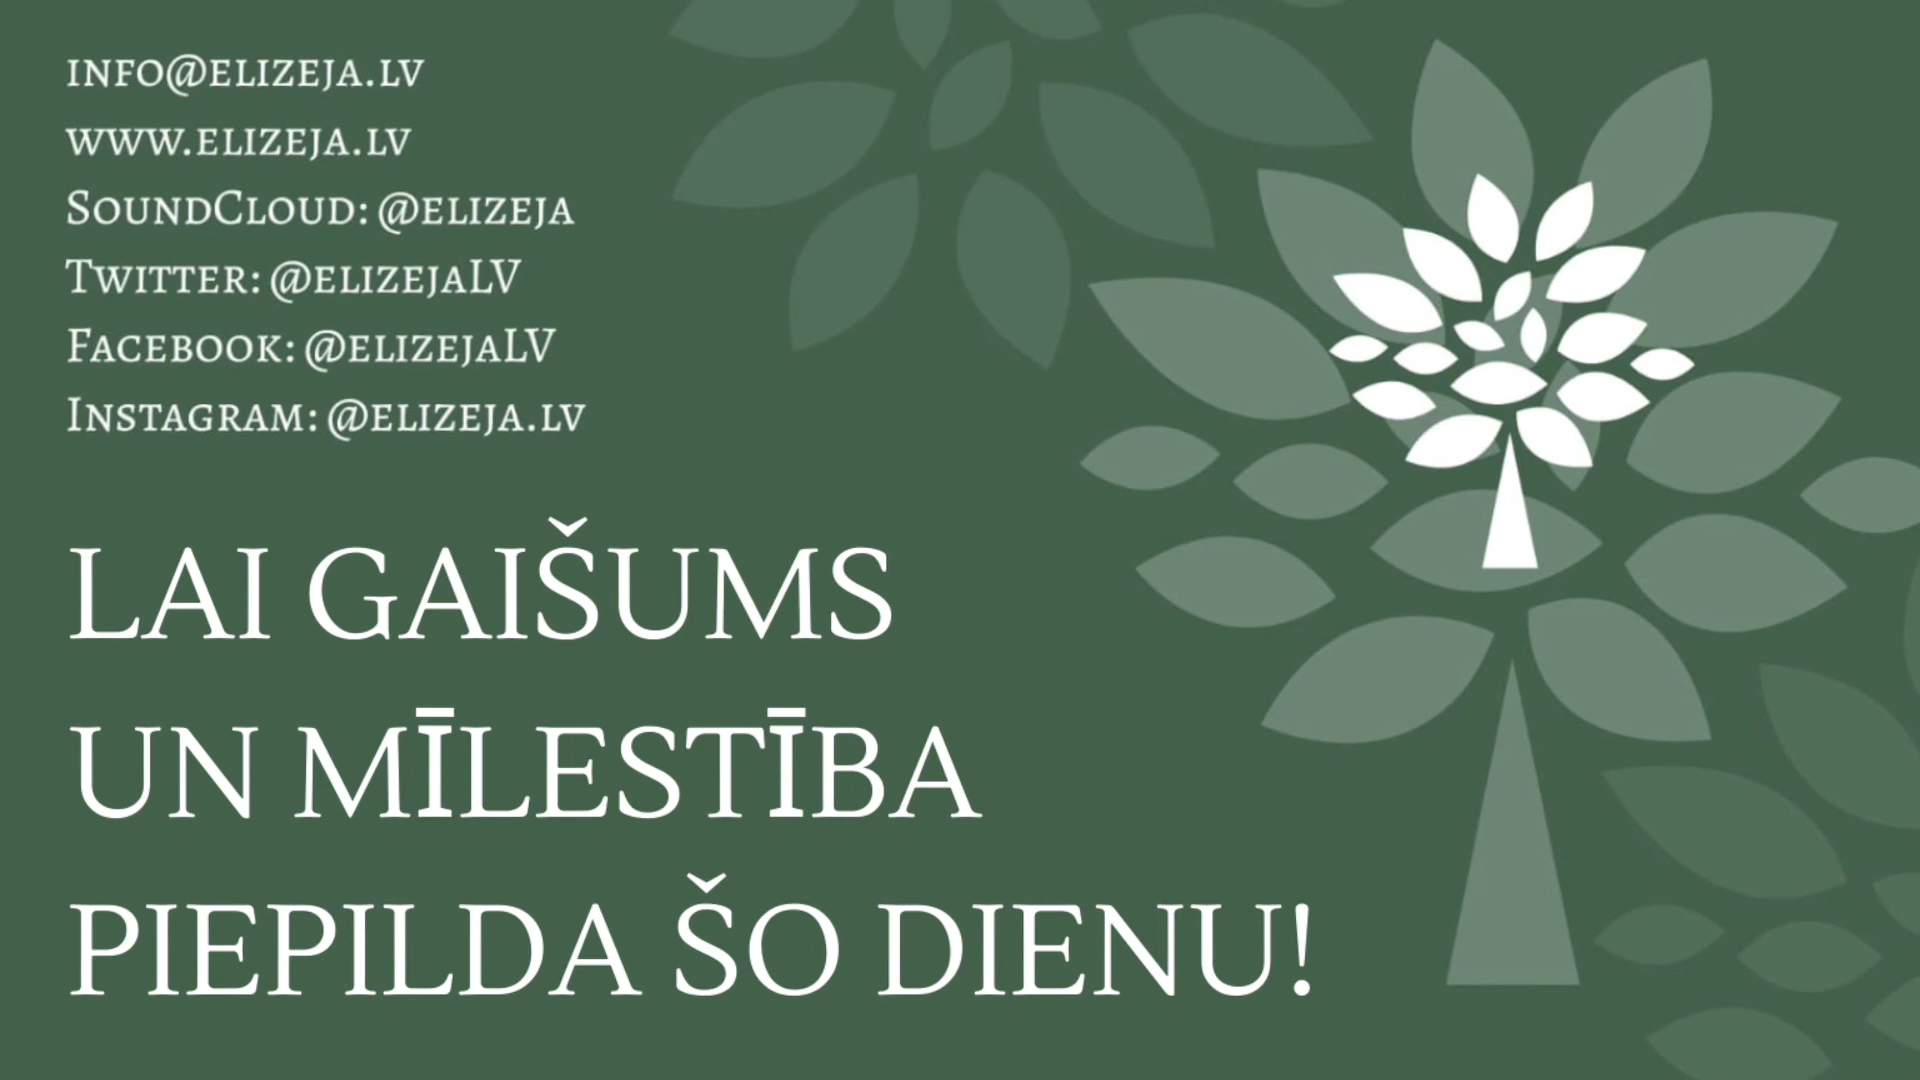 info@elizeja.lv
www.elizeja.lv
SoundCloud: @elizeja
Twitter: @elizejaLV
Facebook: @elizejaLV
Instagram: @elizeja.lv
LAI GAIŠUMS
UN MĪLESTĪBA
PIEPILDA ŠO DIENU!